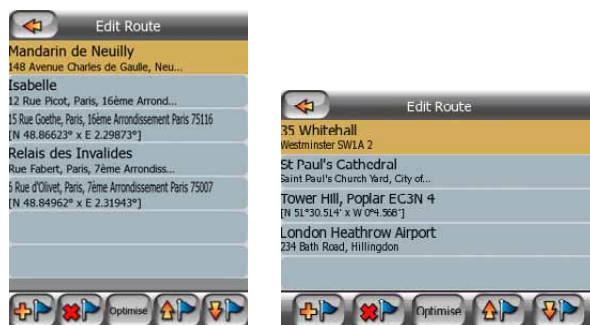 Edit Route
Mandarin de Neuilly
148 Avenue Charles de Gaulle, Neu...
Isabelle
12 Rue Picot, Paris, 16ème Arrond...
15 Rue Goethe, Paris, 16ème Arrondissement Paris 75116
[N 48.86623° x E 2.29873°]
Relais des Invalides
Rue Fabert, Paris, 7ème Arrondiss...
6 Rue d'Olivet, Paris, 7ème Arrondissement Paris 75007
[N 48.84962° x E 2.31943°]
Optimise
Edit Route
35 Whitehall
Westminster SW1A 2
St Paul's Cathedral
Saint Paul's Church Yard, City of...
Tower Hill, Poplar EC3N 4
[N 51°30.514' x W 0°4.568']
London Heathrow Airport
234 Bath Road, Hillingdon
Optimise